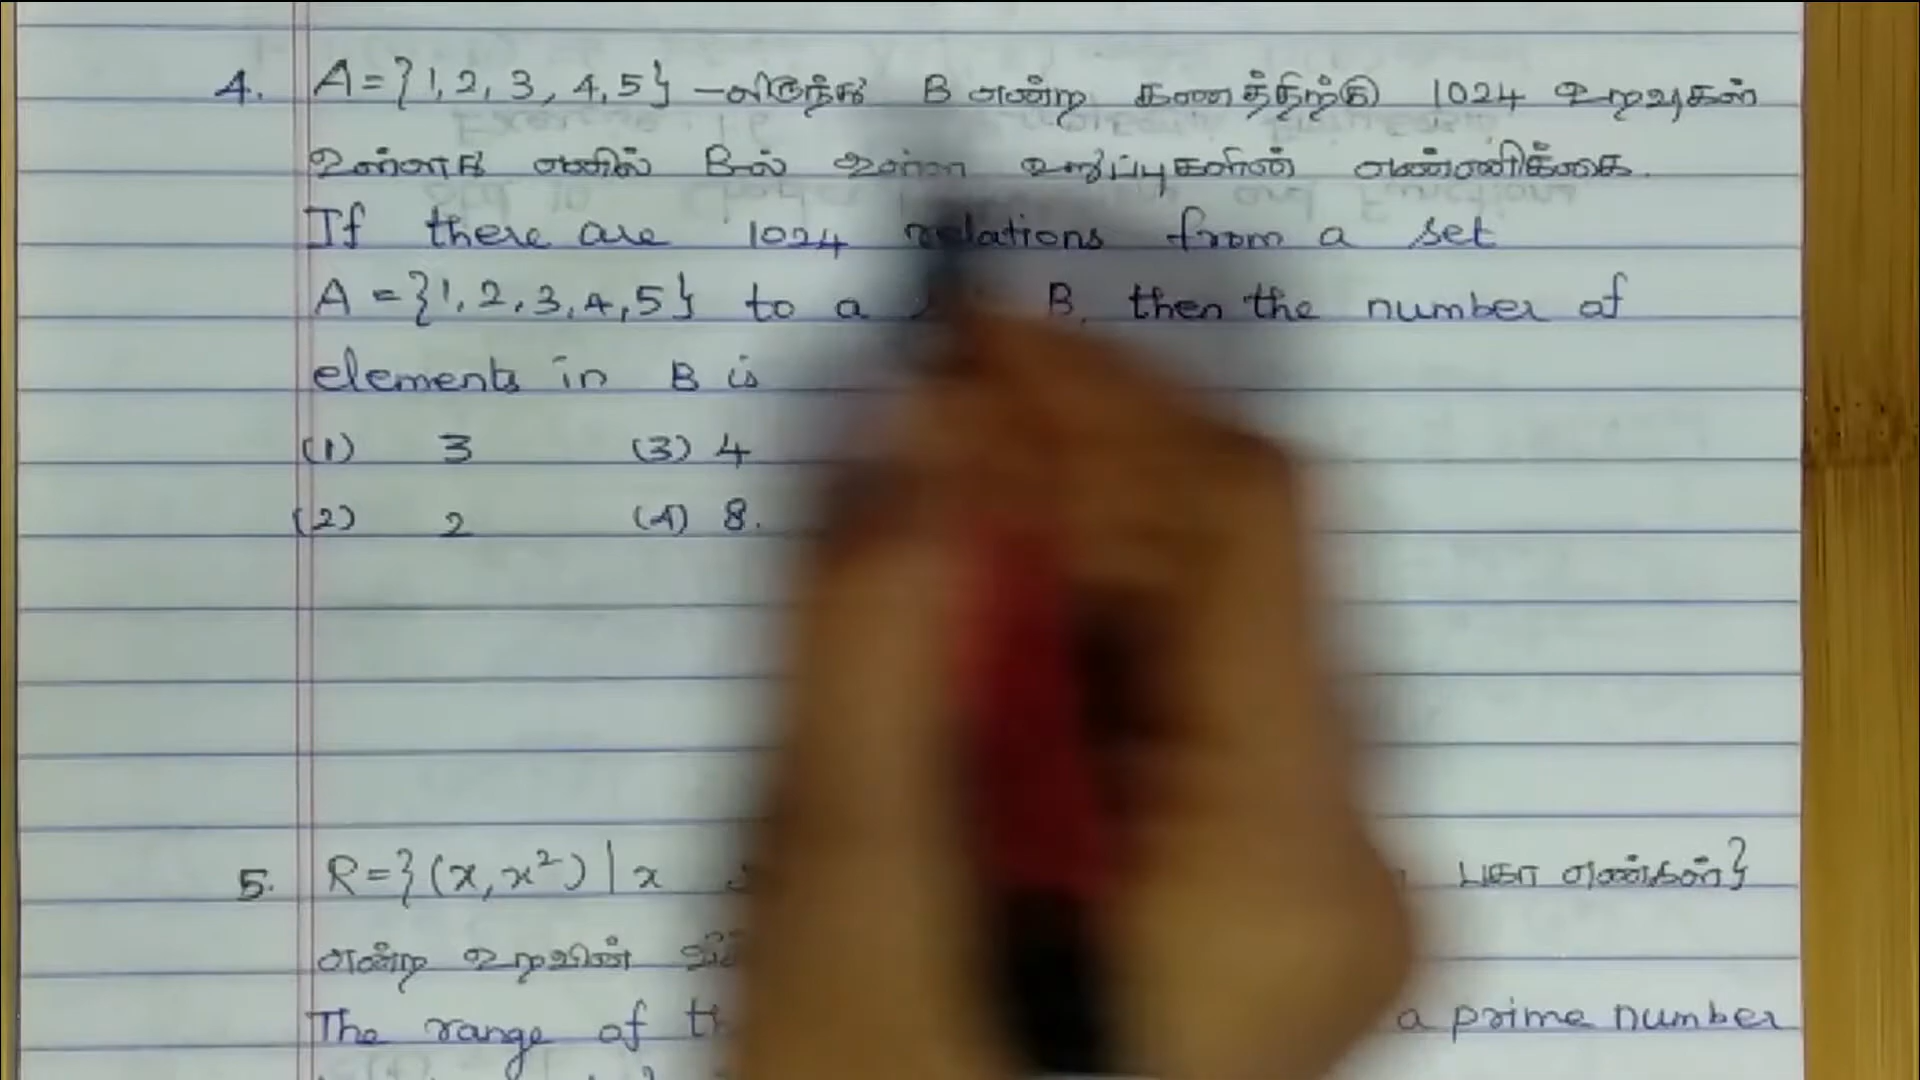 4. A = {1, 2, 3, 4, 5} -லிருந்து B என்ற கணத்திற்கு 1024 உறவுகள்
உள்ளது எனில் B-ல் உள்ள உறுப்புகளின் எண்ணிக்கை.
If there are 1024 relations from a set
A = {1, 2, 3, 4, 5} to a B, then the number of
elements in B is
(1) 3 (3) 4
(2) 2 (4) 8.
5. R = {(x, x²) | x பகா எண்கள்}
என்ற உறவின்
The range of a prime number